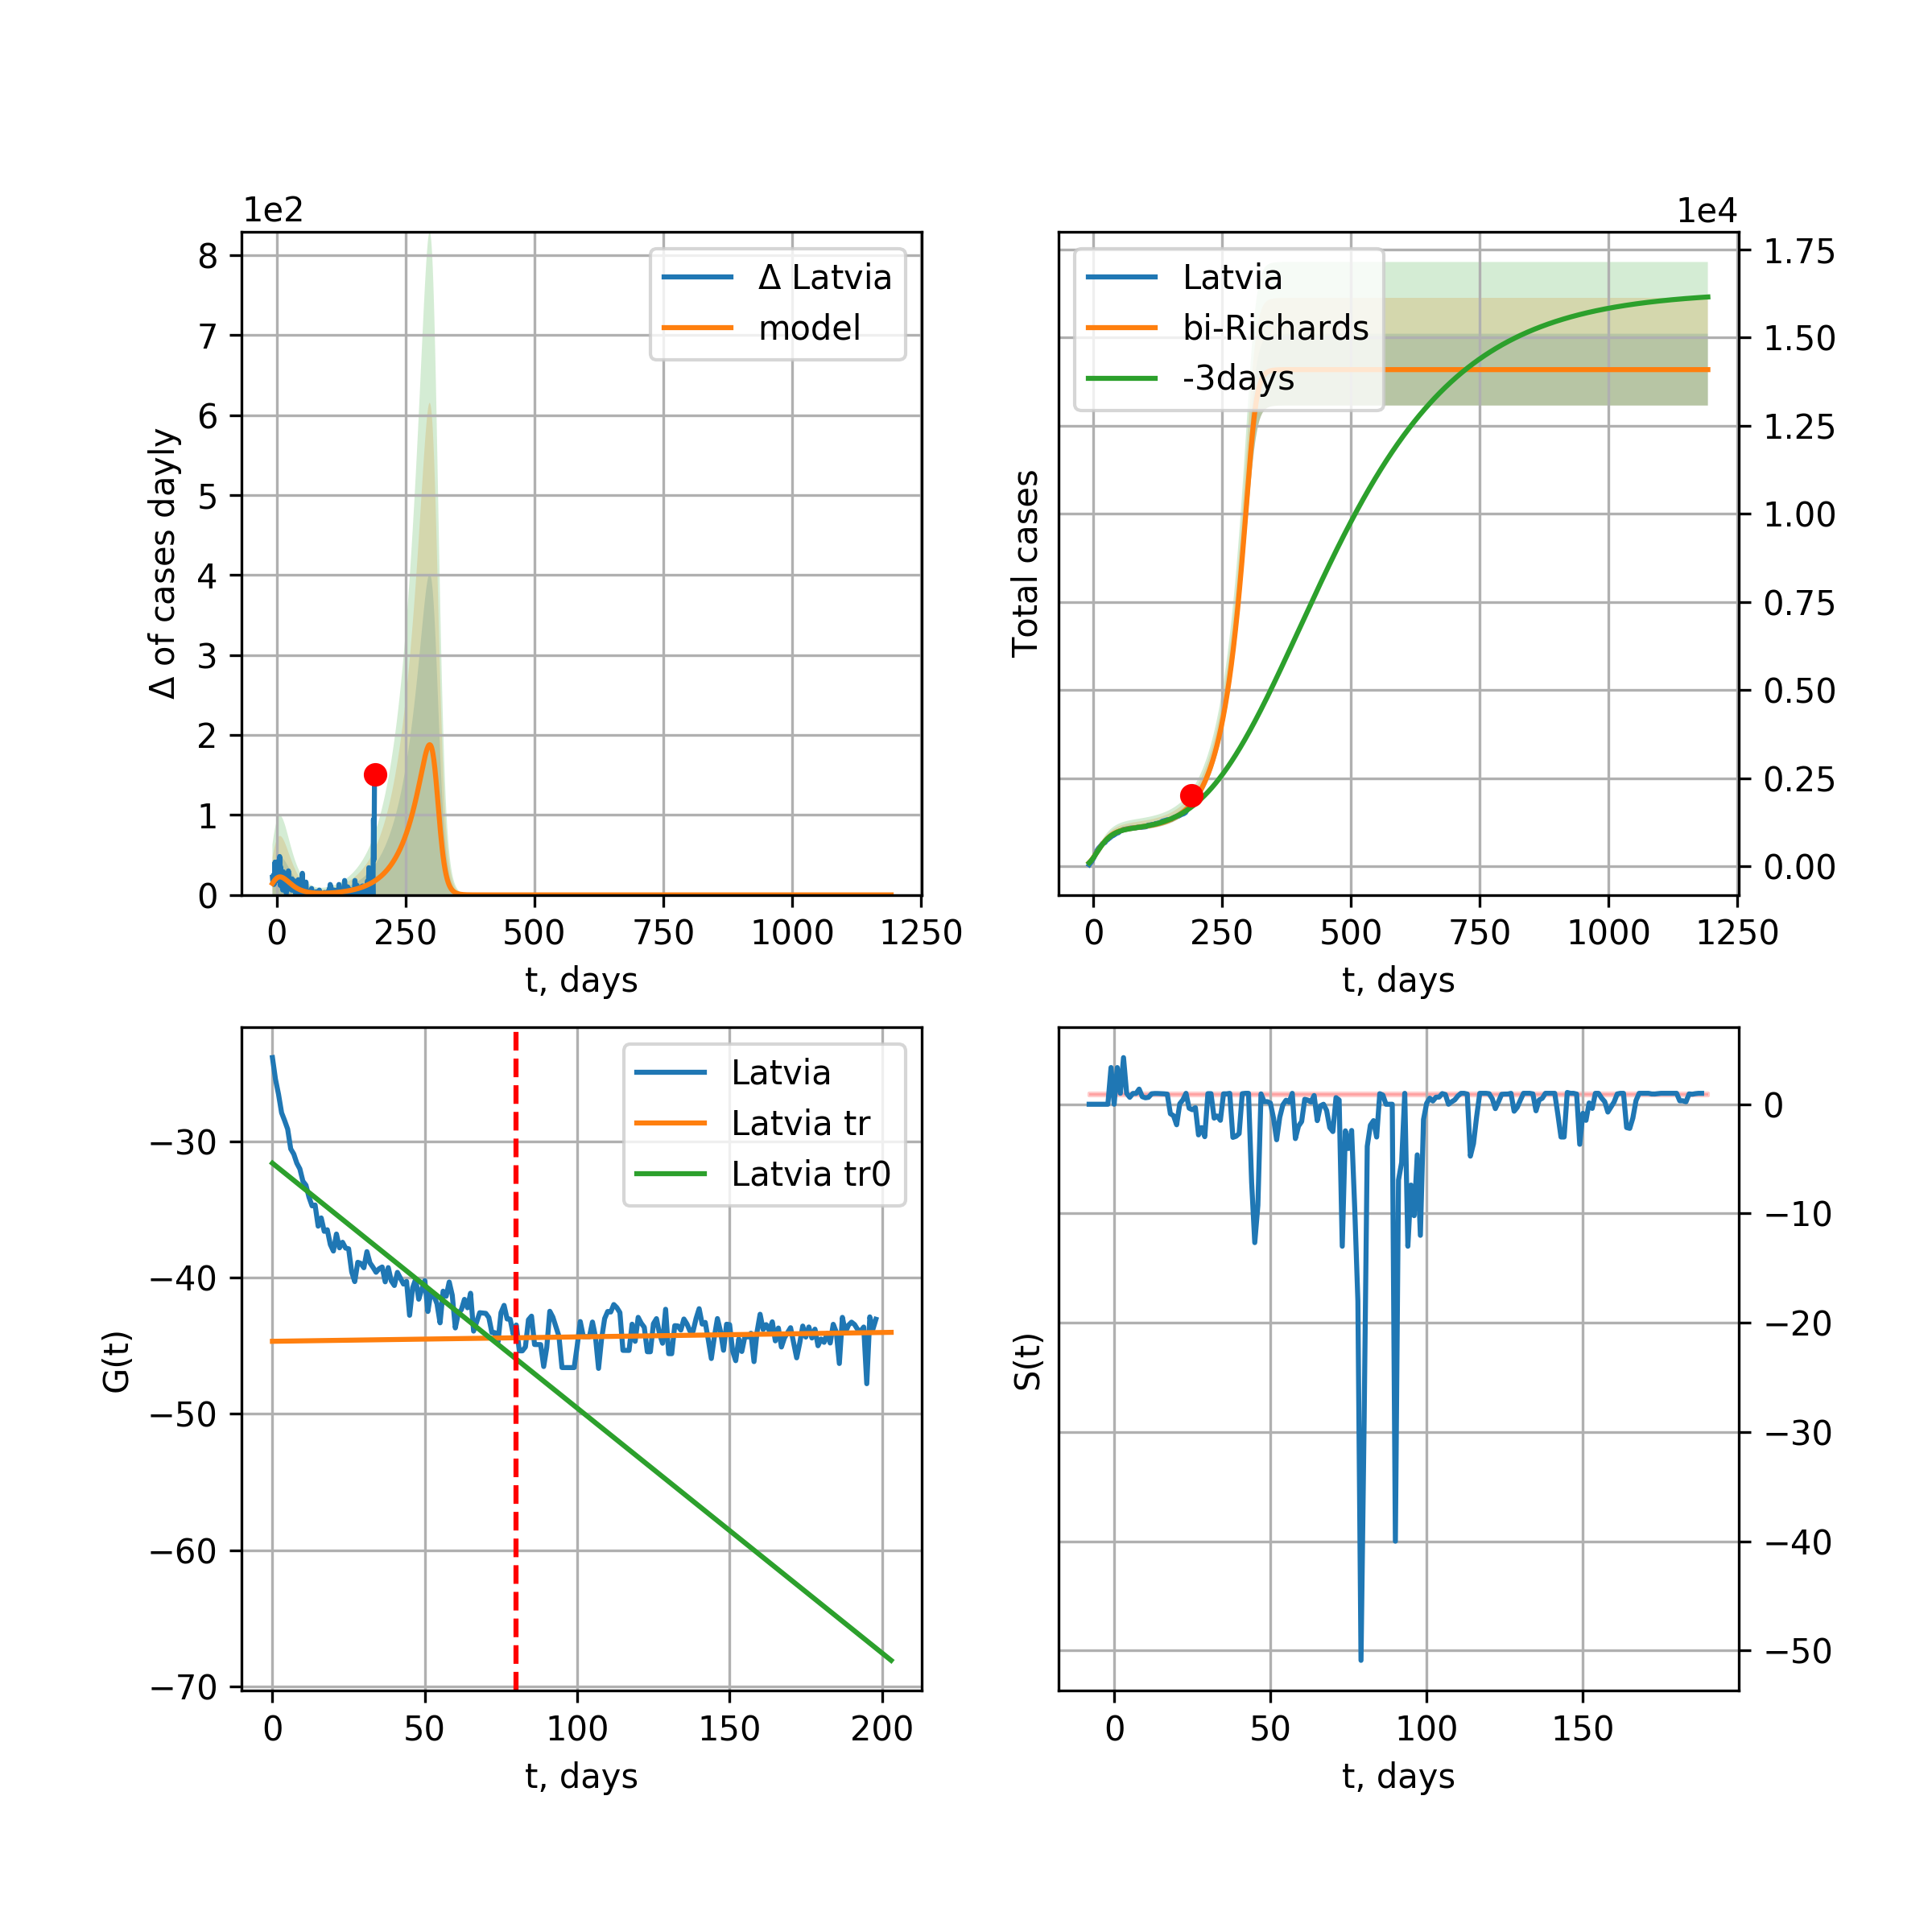 1e2
8
7
6
5
4
3
2
1
0
Δ of cases dayly
Δ Latvia
model
0 250 500 750 1000 1250
t, days
1e4
1.75
1.50
1.25
1.00
0.75
0.50
0.25
0.00
Total cases
Latvia
bi-Richards
-3days
0 250 500 750 1000 1250
t, days
−30
−40
−50
−60
−70
G(t)
Latvia
Latvia tr
Latvia tr0
0 50 100 150 200
t, days
0
−10
−20
−30
−40
−50
S(t)
0 50 100 150
t, days